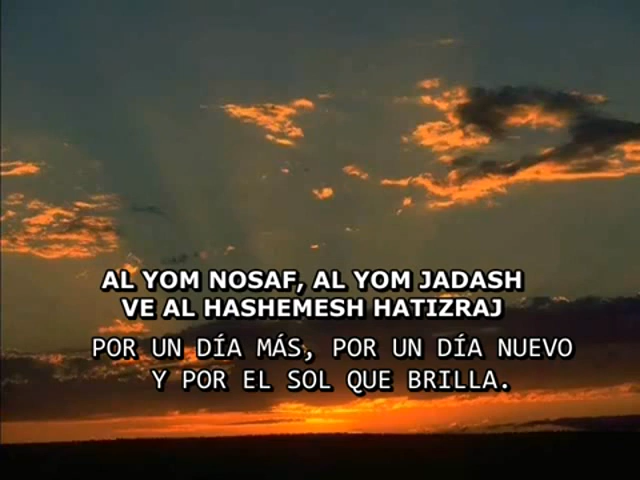 AL YOM NOSAF, AL YOM JADASH
VE AL HASHEMESH HATIZRAJ
POR UN DÍA MÁS, POR UN DÍA NUEVO
Y POR EL SOL QUE BRILLA.